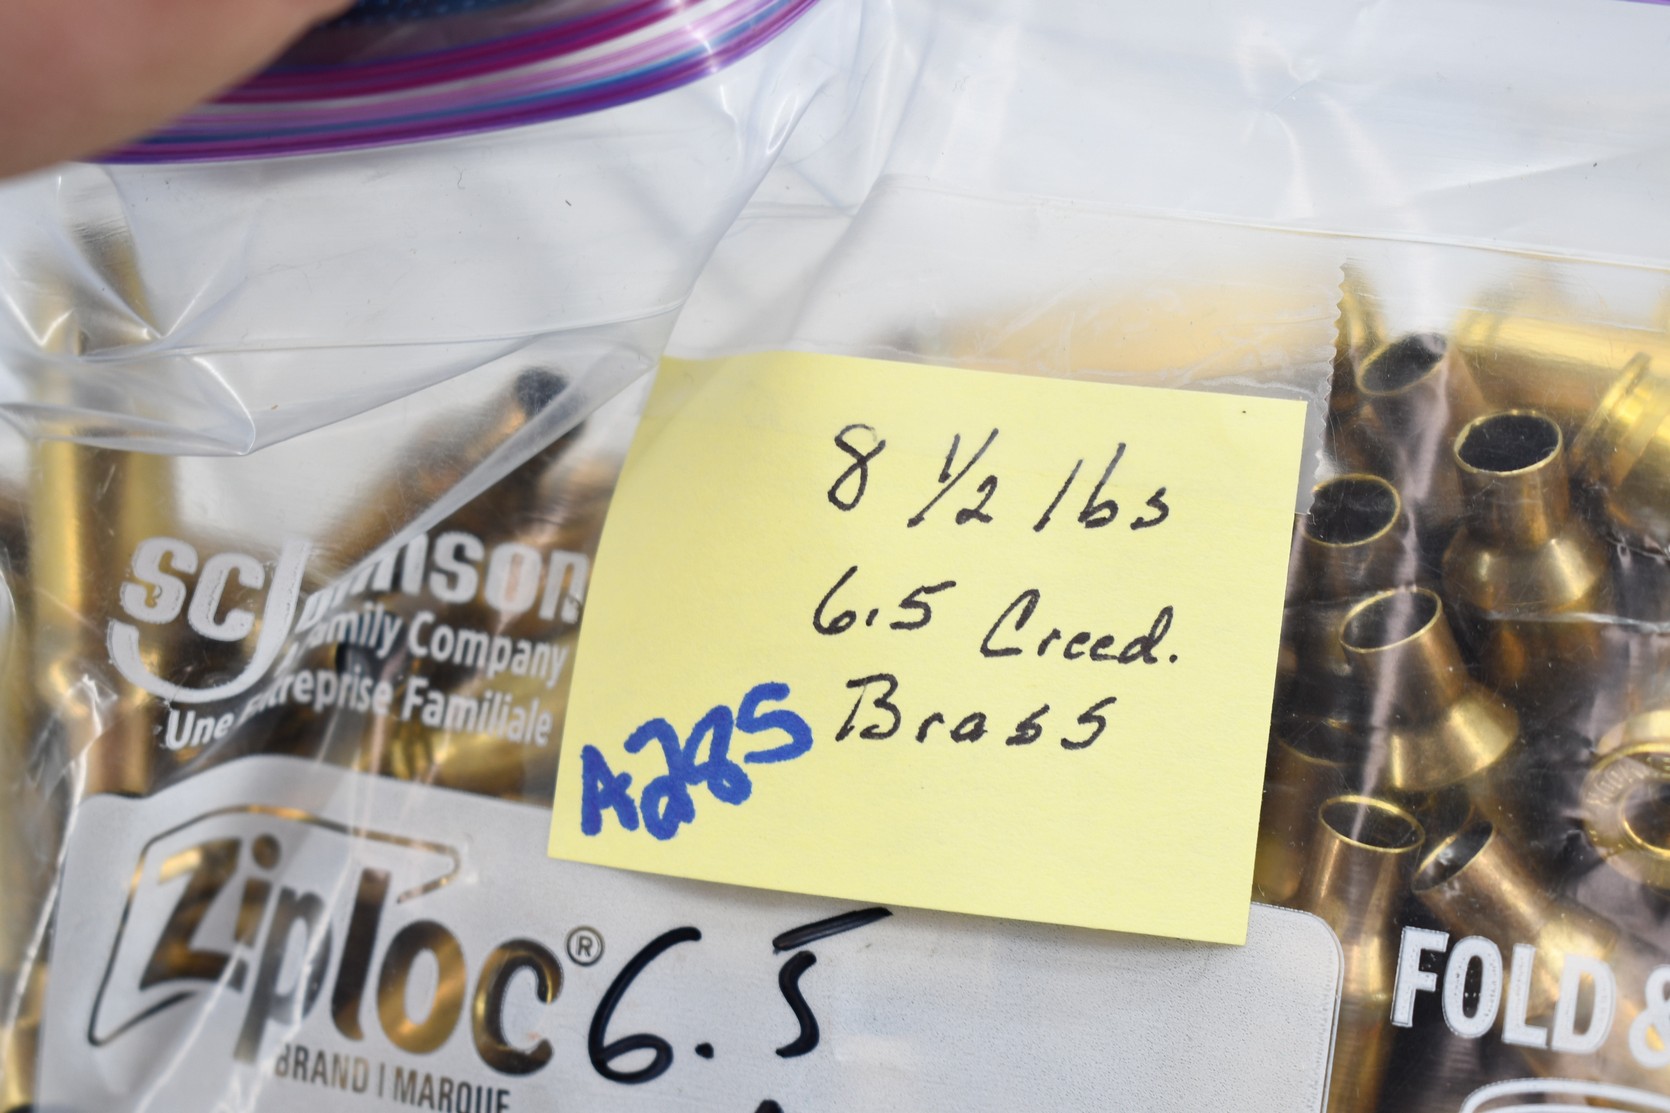 8 1/2 lbs
6.5 Creed.
Brass
A285
SC Johnson
Family Company
Une Entreprise Familiale
Ziploc®
BRAND | MARQUE
6.5
FOLD &